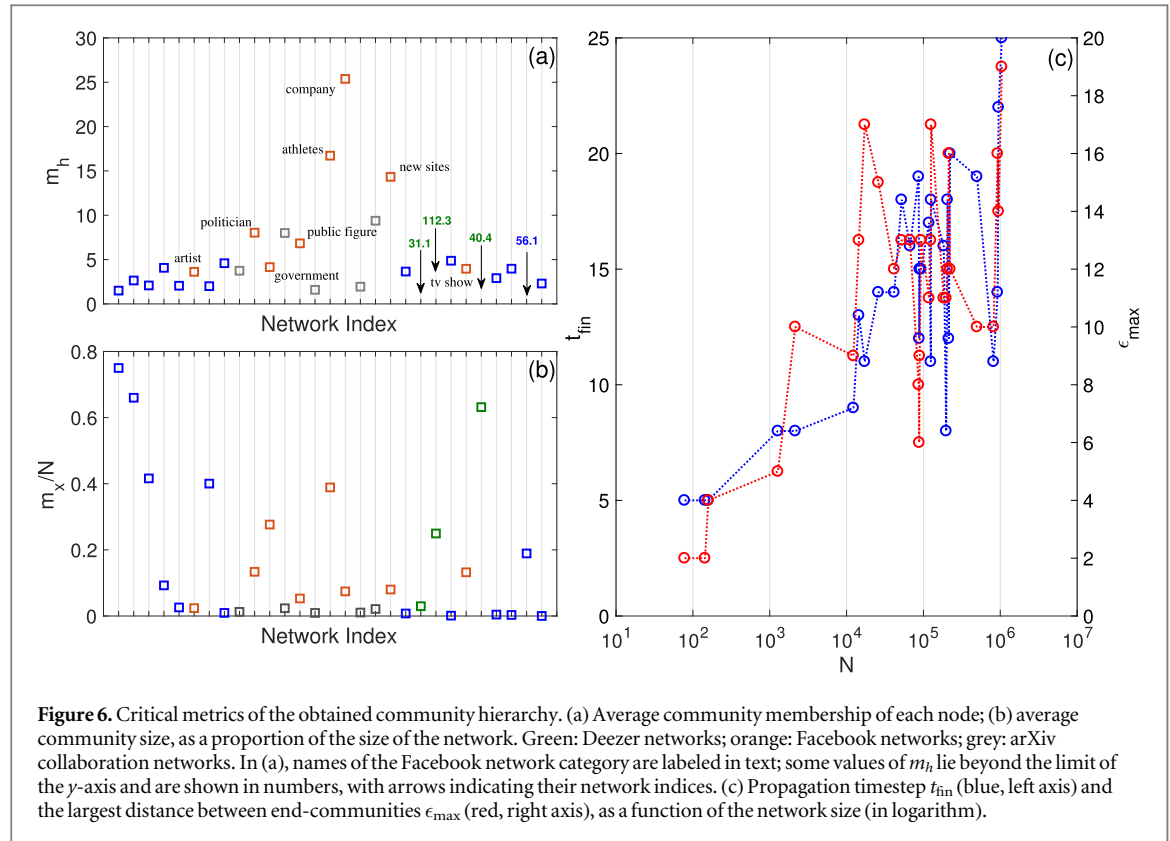 (a)
30
25
20
15
10
5
0
m_h
company
athletes
new sites
politician
public figure
artist
government
31.1
112.3
tv show
40.4
56.1
Network Index
(b)
0.8
0.6
0.4
0.2
0
m_x/N
Network Index
(c)
25
20
15
10
5
0
t_fin
20
18
16
14
12
10
8
6
4
2
0
ϵ_max
10^1
10^2
10^3
10^4
10^5
10^6
10^7
N
Figure 6. Critical metrics of the obtained community hierarchy. (a) Average community membership of each node; (b) average
community size, as a proportion of the size of the network. Green: Deezer networks; orange: Facebook networks; grey: arXiv
collaboration networks. In (a), names of the Facebook network category are labeled in text; some values of m_h lie beyond the limit of
the y-axis and are shown in numbers, with arrows indicating their network indices. (c) Propagation timestep t_fin (blue, left axis) and
the largest distance between end-communities ϵ_max (red, right axis), as a function of the network size (in logarithm).